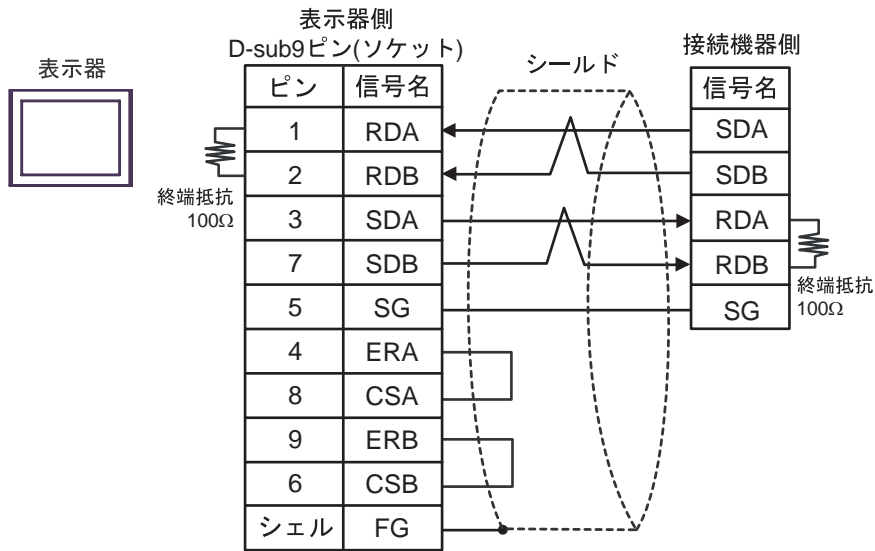 表示器
表示器側
D-sub9ピン(ソケット)
ピン 信号名
1 RDA
2 RDB
3 SDA
7 SDB
5 SG
4 ERA
8 CSA
9 ERB
6 CSB
シェル FG
終端抵抗
100Ω
シールド
接続機器側
信号名
SDA
SDB
RDA
RDB
SG
終端抵抗
100Ω